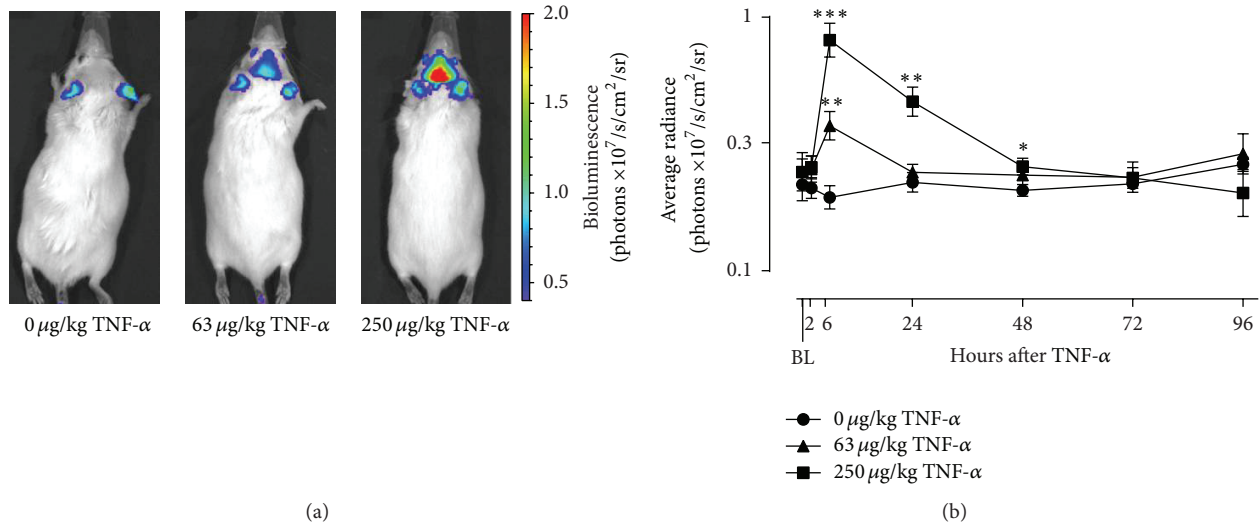 0 μg/kg TNF-α
63 μg/kg TNF-α
250 μg/kg TNF-α
2.0
1.5
1.0
0.5
Bioluminescence
(photons ×10⁷/s/cm²/sr)
(a)
Average radiance
(photons ×10⁷/s/cm²/sr)
1
0.3
0.1
***
**
**
*
BL
2 6 24 48 72 96
Hours after TNF-α
0 μg/kg TNF-α
63 μg/kg TNF-α
250 μg/kg TNF-α
(b)